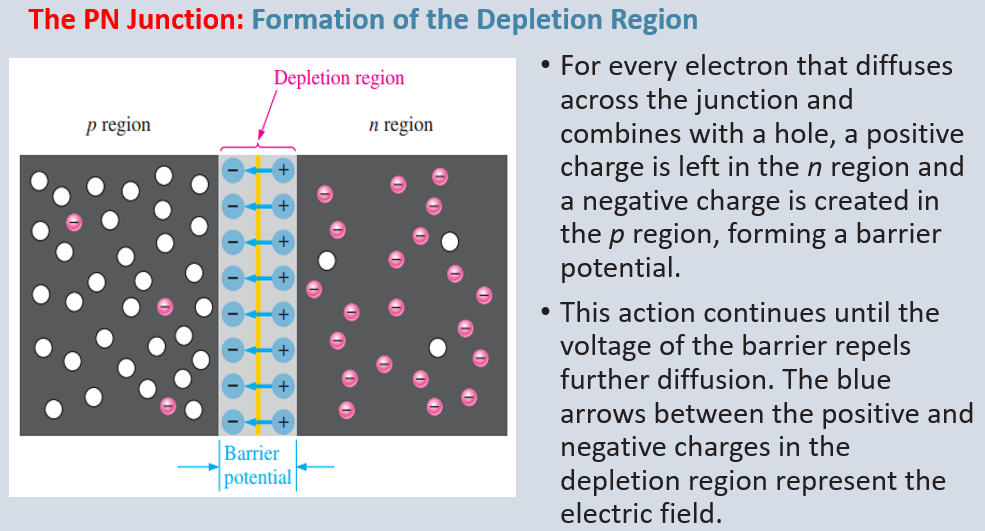 The PN Junction: Formation of the Depletion Region
Depletion region
p region
n region
− +
− +
− +
− +
− +
− +
− +
− +
Barrier
potential
• For every electron that diffuses
across the junction and
combines with a hole, a positive
charge is left in the n region and
a negative charge is created in
the p region, forming a barrier
potential.
• This action continues until the
voltage of the barrier repels
further diffusion. The blue
arrows between the positive and
negative charges in the
depletion region represent the
electric field.